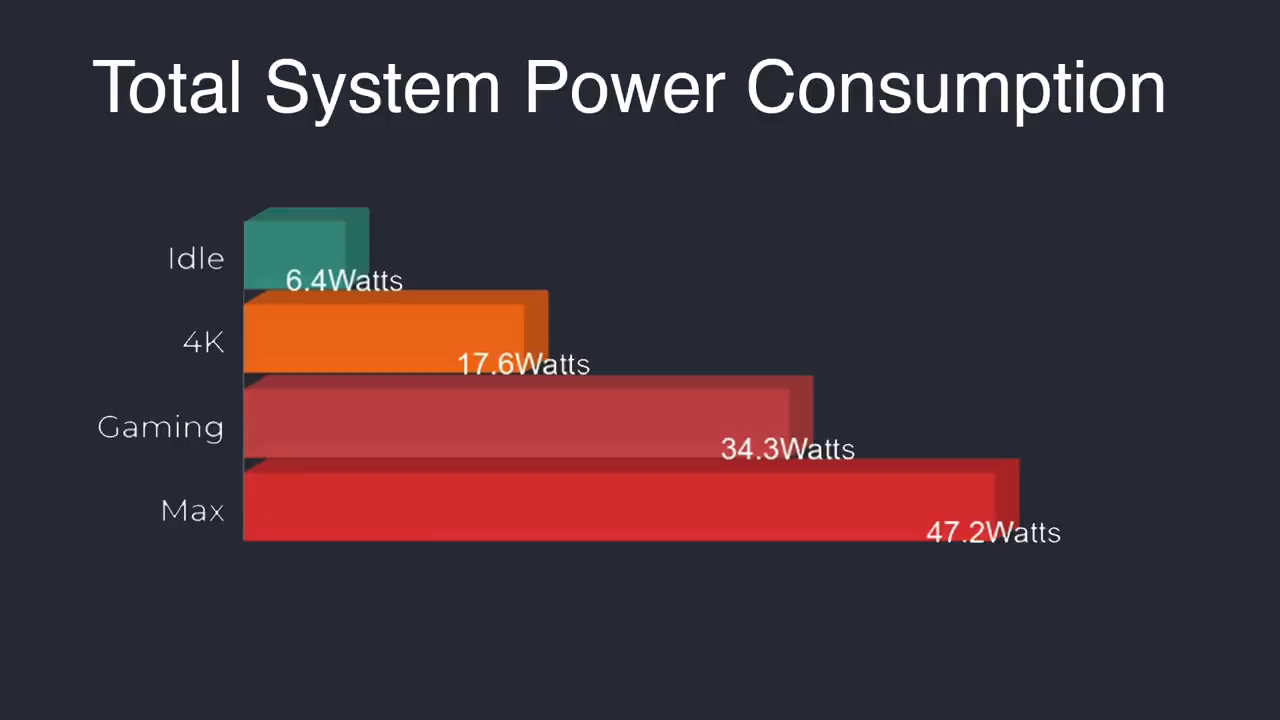 Total System Power Consumption
Idle
6.4Watts
4K
17.6Watts
Gaming
34.3Watts
Max
47.2Watts